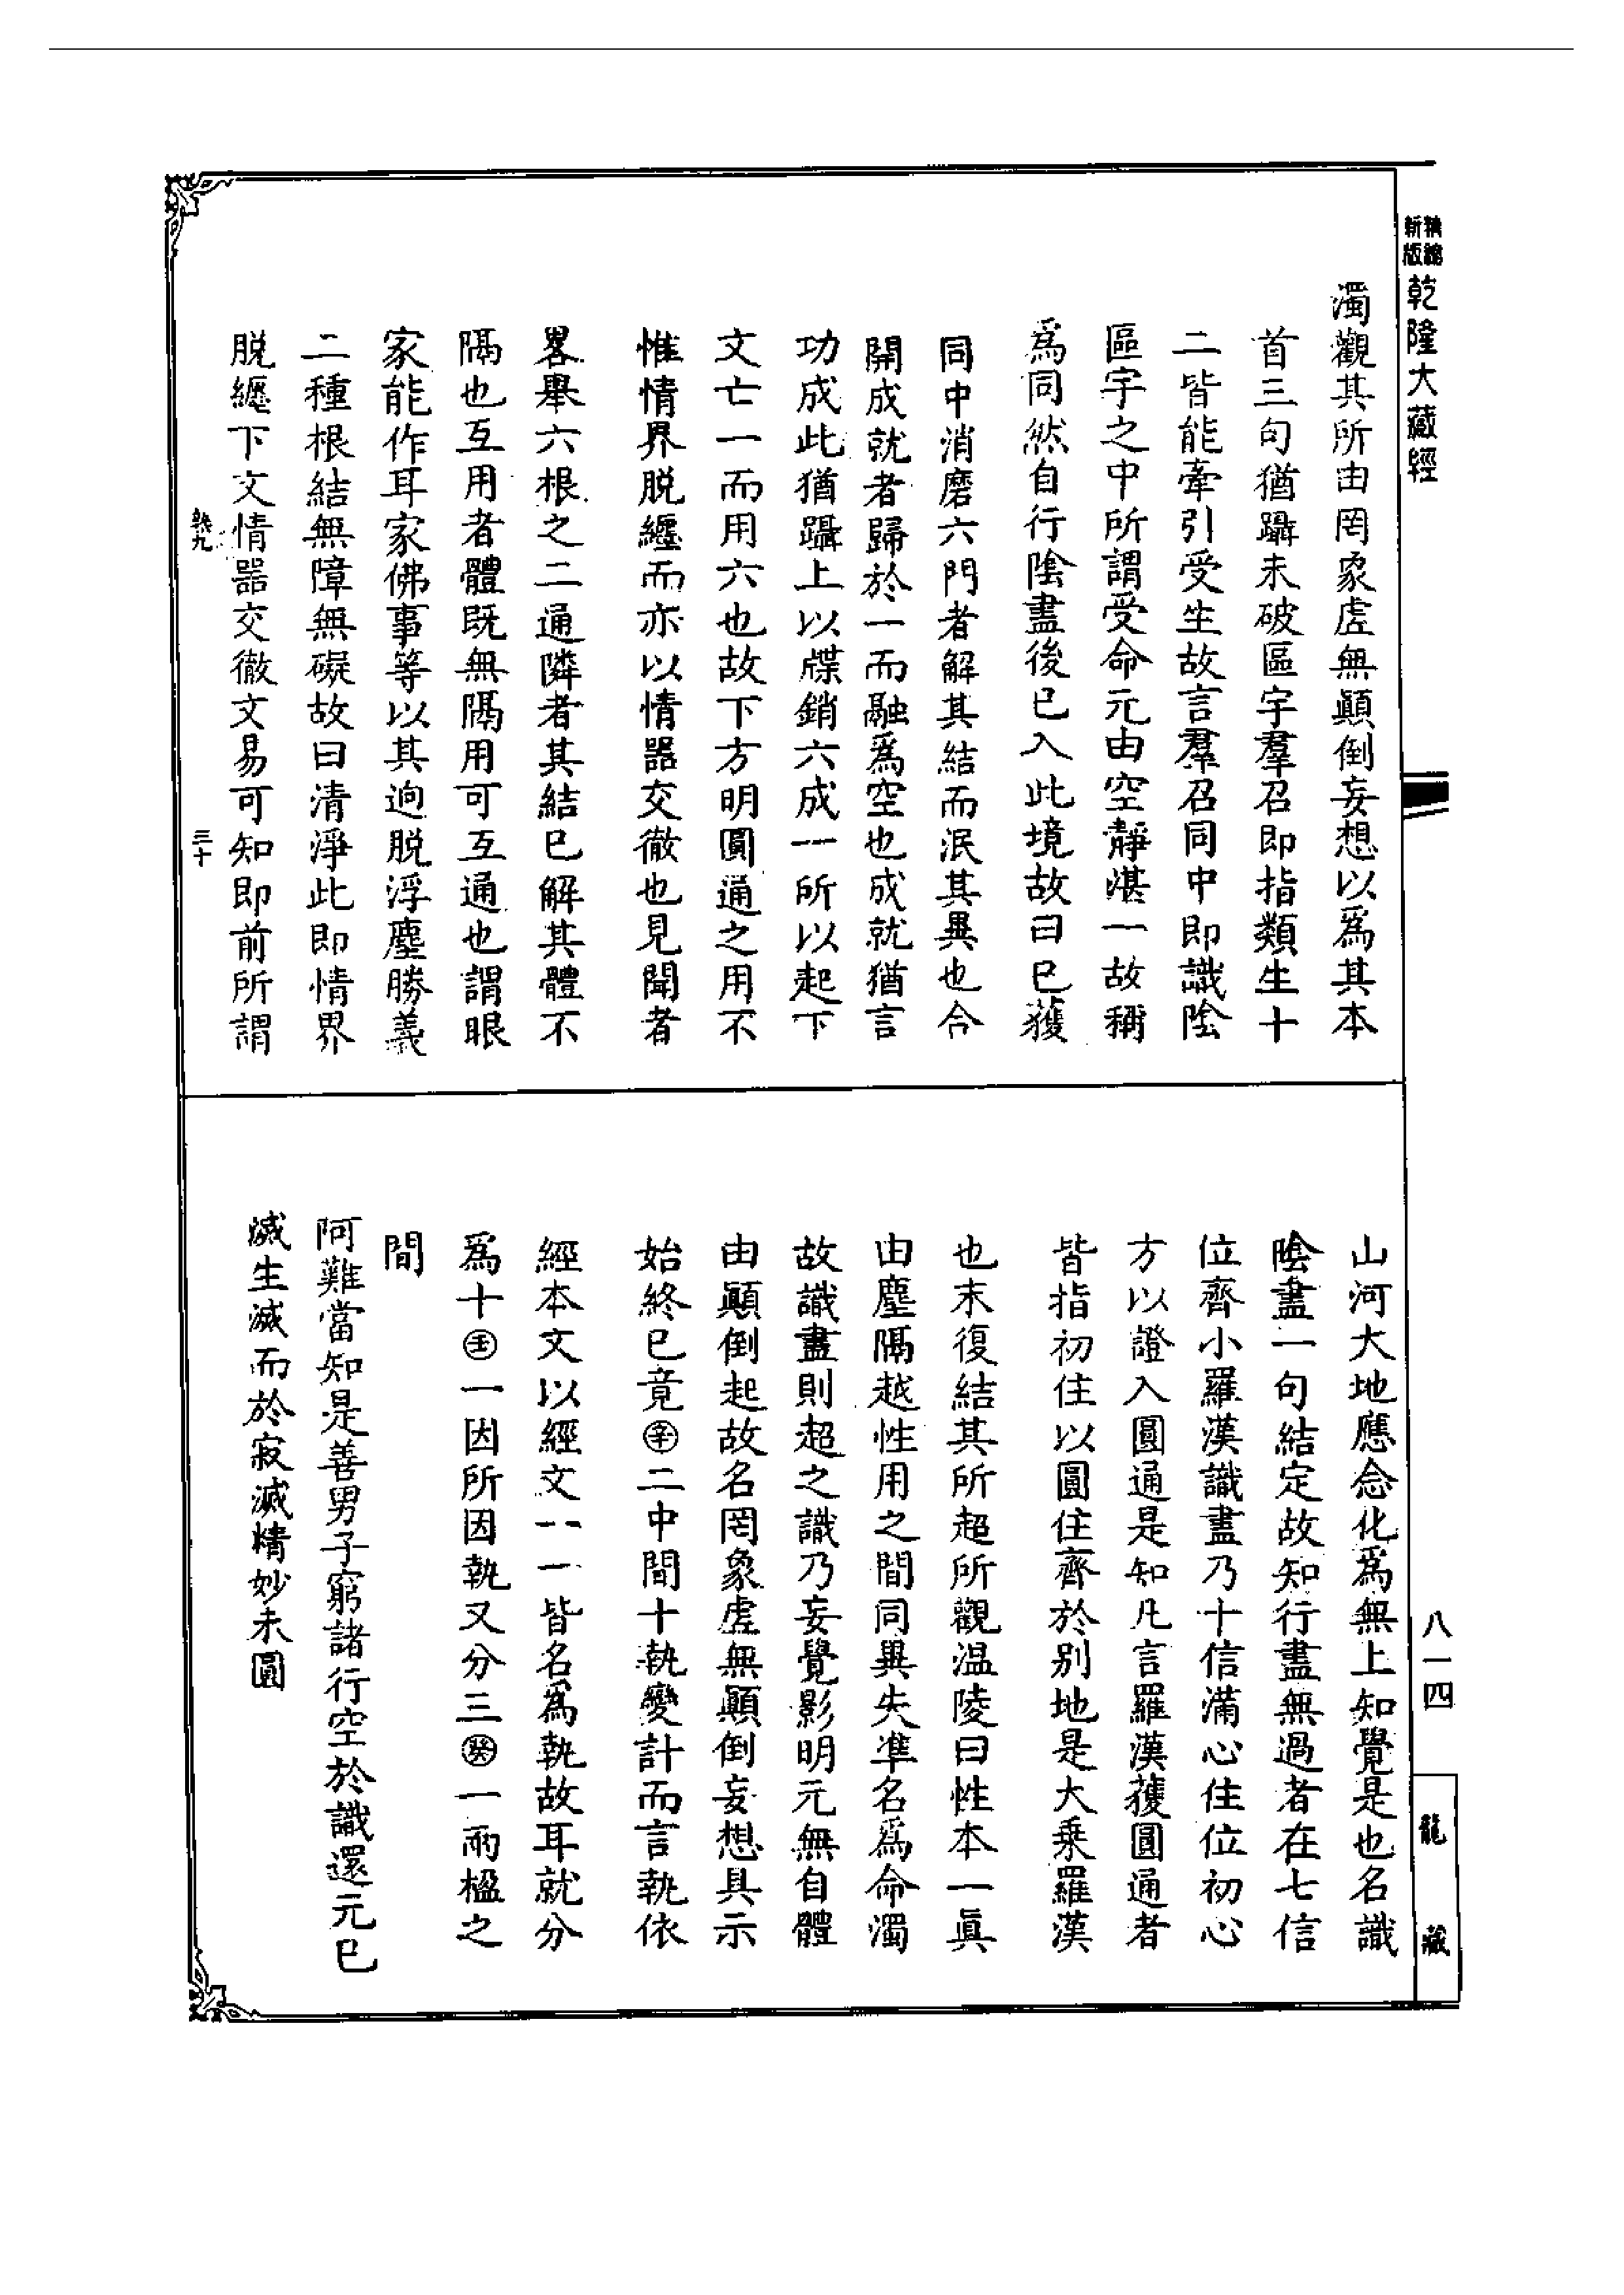 精編新版
乾隆大藏經
濁觀其所由罔象虛無顛倒妄想以爲其本
首三句猶躡未破區宇羣召即指類生十
二皆能牽引受生故言羣召同中即識陰
區宇之中所謂受命元由空靜湛一故稱
爲同然自行陰盡後已入此境故曰已獲
同中消磨六門者解其結而泯其異也合
開成就者歸於一而融爲空也成就猶言
功成此猶躡上以牒銷六成一所以起下
文亡一而用六也故下方明圓通之用不
惟情界脱纏而亦以情器交徹也見聞者
畧舉六根之二通隣者其結已解其體不
隔也互用者體既無隔用可互通也謂眼
家能作耳家佛事等以其逈脱浮塵勝義
二種根結無障無礙故曰清淨此即情界
脱纏下文情器交徹文易可知即前所謂
三十
山河大地應念化爲無上知覺是也名識
陰盡一句結定故知行盡無過者在七信
位齊小羅漢識盡乃十信滿心住位初心
方以證入圓通是知凡言羅漢獲圓通者
皆指初住以圓住齊於别地是大乗羅漢
也末復結其所超所觀温陵曰性本一眞
由塵隔越性用之間同異失準名爲命濁
故識盡則超之識乃妄覺影明元無自體
由顚倒起故名罔象虛無顚倒妄想具示
始終已竟㊛二中間十執變計而言執依
經本文以經文一一皆名爲執故耳就分
爲十㊛一因所因執又分三㊛一兩楹之
間
阿難當知是善男子窮諸行空於識還元已
滅生滅而於寂滅精妙未圓
八一四
龍藏